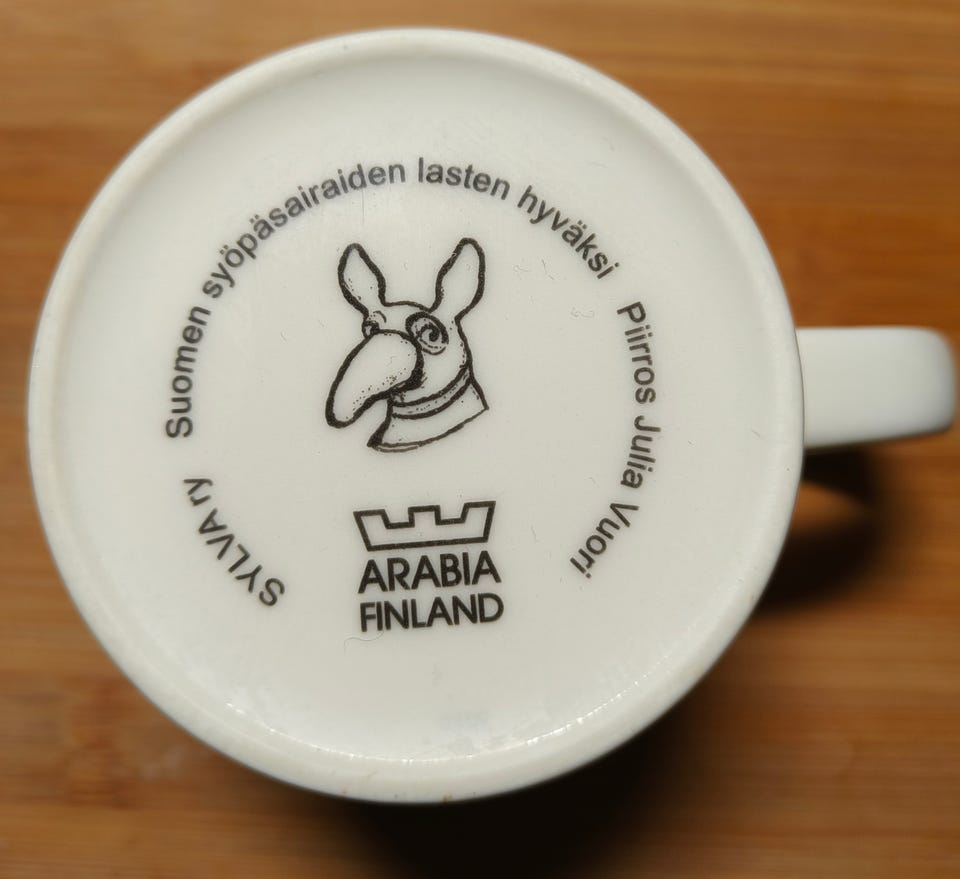 SYLVA ry Suomen syöpäsairaiden lasten hyväksi Piirros Julia Vuori
ARABIA
FINLAND